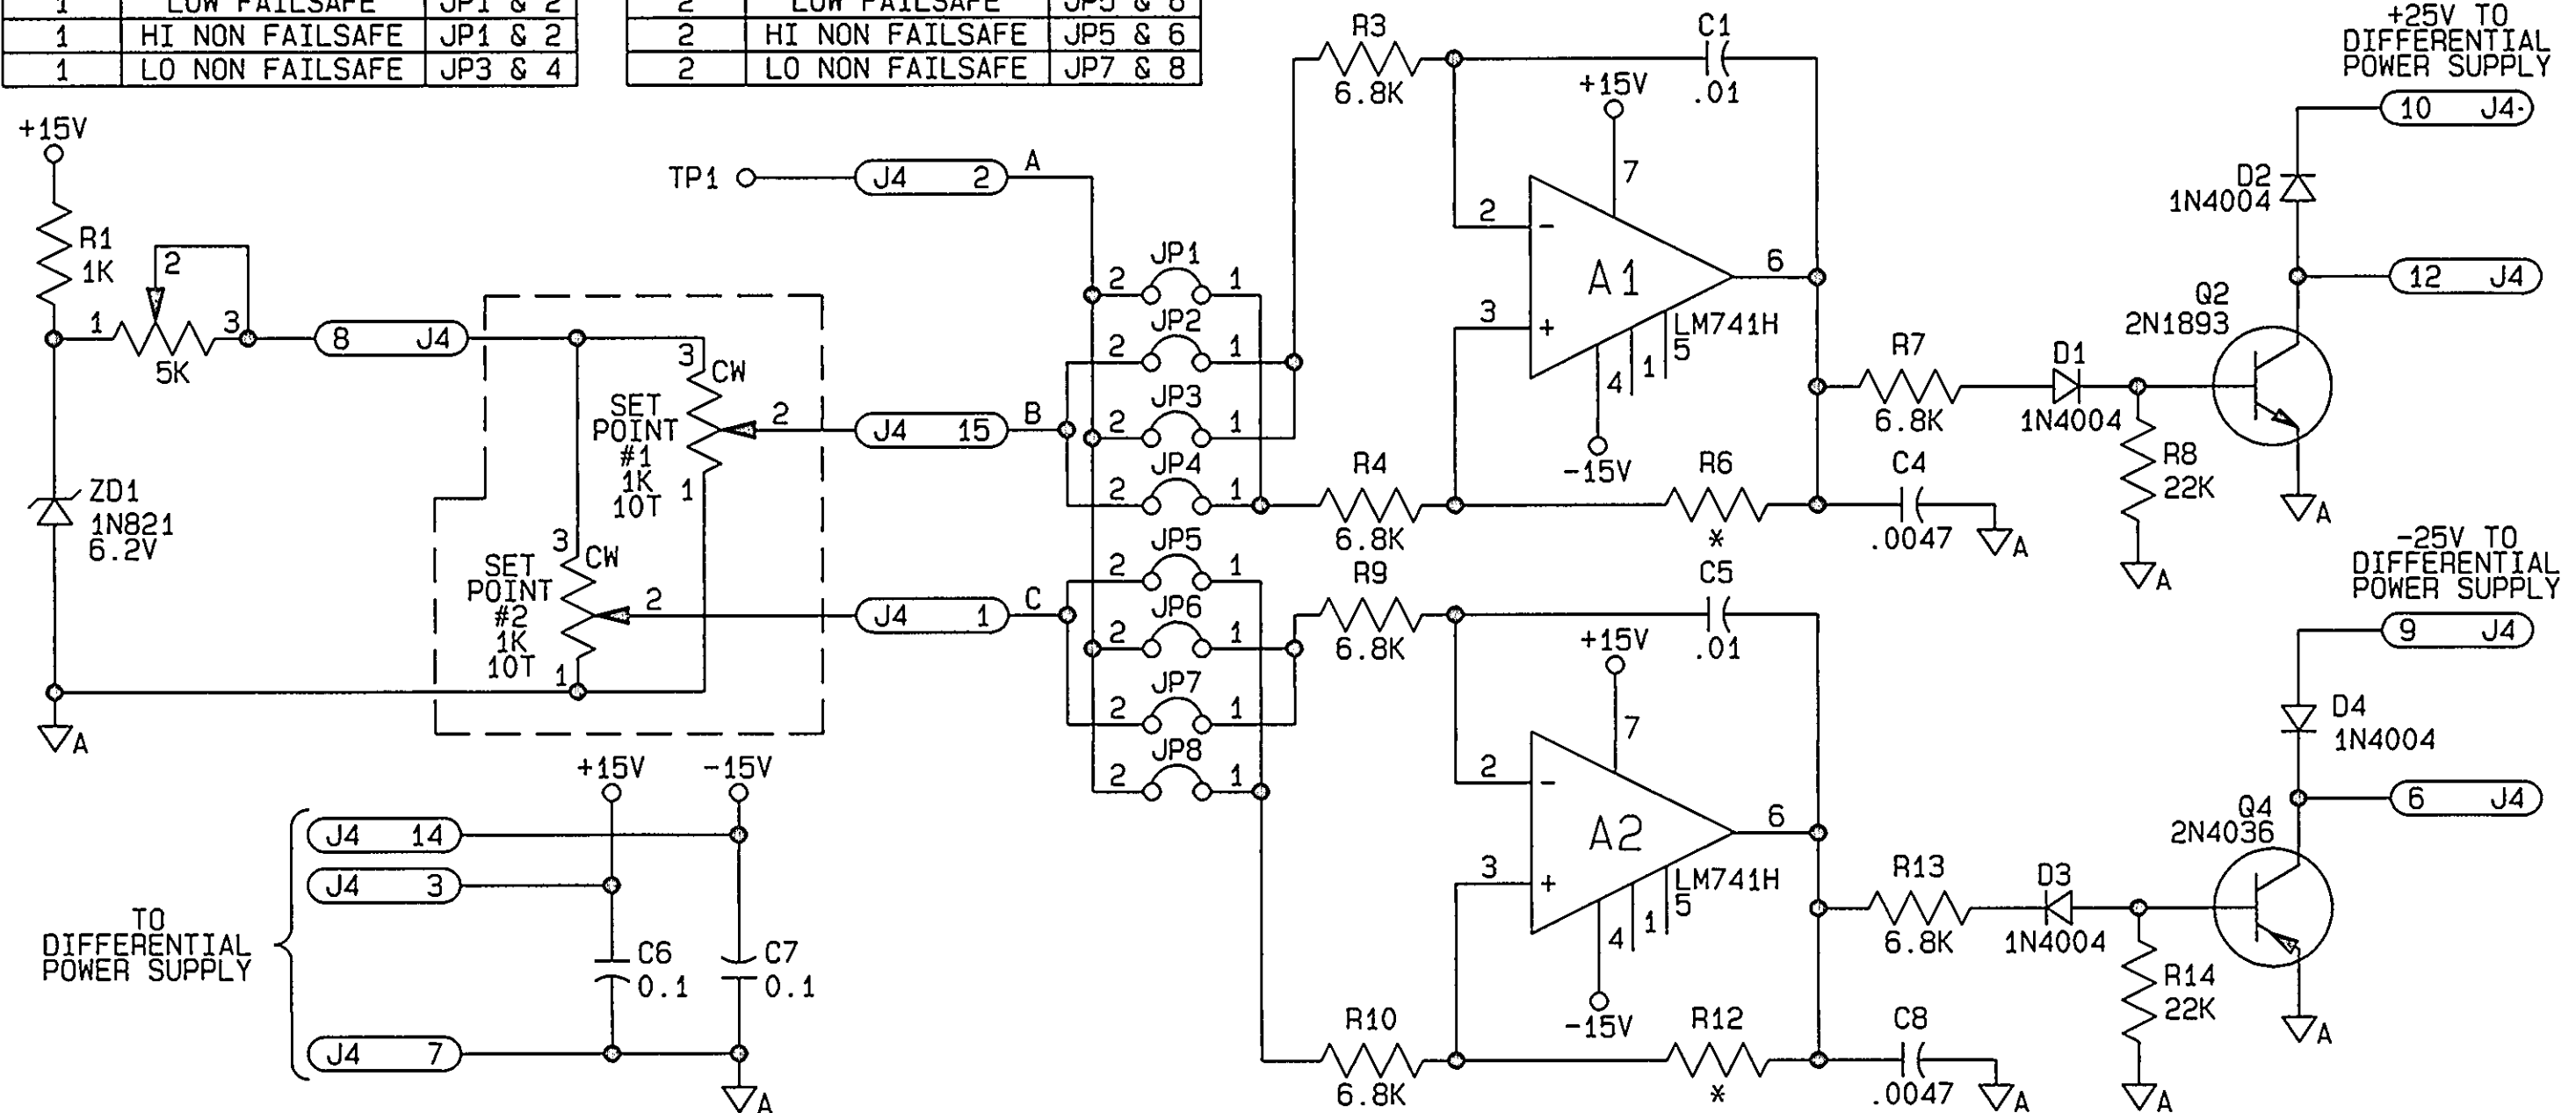 1 LOW FAILSAFE JP1 & 2
1 HI NON FAILSAFE JP1 & 2
1 LO NON FAILSAFE JP3 & 4
2 LOW FAILSAFE JP5 & 6
2 HI NON FAILSAFE JP5 & 6
2 LO NON FAILSAFE JP7 & 8
+15V
R1
1K
1
2
3
5K
8 J4
ZD1
1N821
6.2V
A
3
CW
SET
POINT
#1
1K
10T
2
1
3
CW
SET
POINT
#2
1K
10T
2
1
TP1
J4 2
A
J4 15
B
J4 1
C
JP1
2 1
JP2
2 1
JP3
2 1
JP4
2 1
JP5
2 1
JP6
2 1
JP7
2 1
JP8
2 1
R3
6.8K
C1
.01
+15V
7
2
-
A1
6
3
+
LM741H
4
1
5
-15V
R4
6.8K
R6
*
C4
.0047
A
R7
6.8K
D1
1N4004
R8
22K
A
Q2
2N1893
A
D2
1N4004
+25V TO
DIFFERENTIAL
POWER SUPPLY
10 J4
12 J4
R9
6.8K
C5
.01
+15V
7
2
-
A2
6
3
+
LM741H
4
1
5
-15V
R10
6.8K
R12
*
C8
.0047
A
R13
6.8K
D3
1N4004
R14
22K
A
Q4
2N4036
A
D4
1N4004
-25V TO
DIFFERENTIAL
POWER SUPPLY
9 J4
6 J4
+15V
-15V
J4 14
J4 3
J4 7
TO
DIFFERENTIAL
POWER SUPPLY
C6
0.1
C7
0.1
A